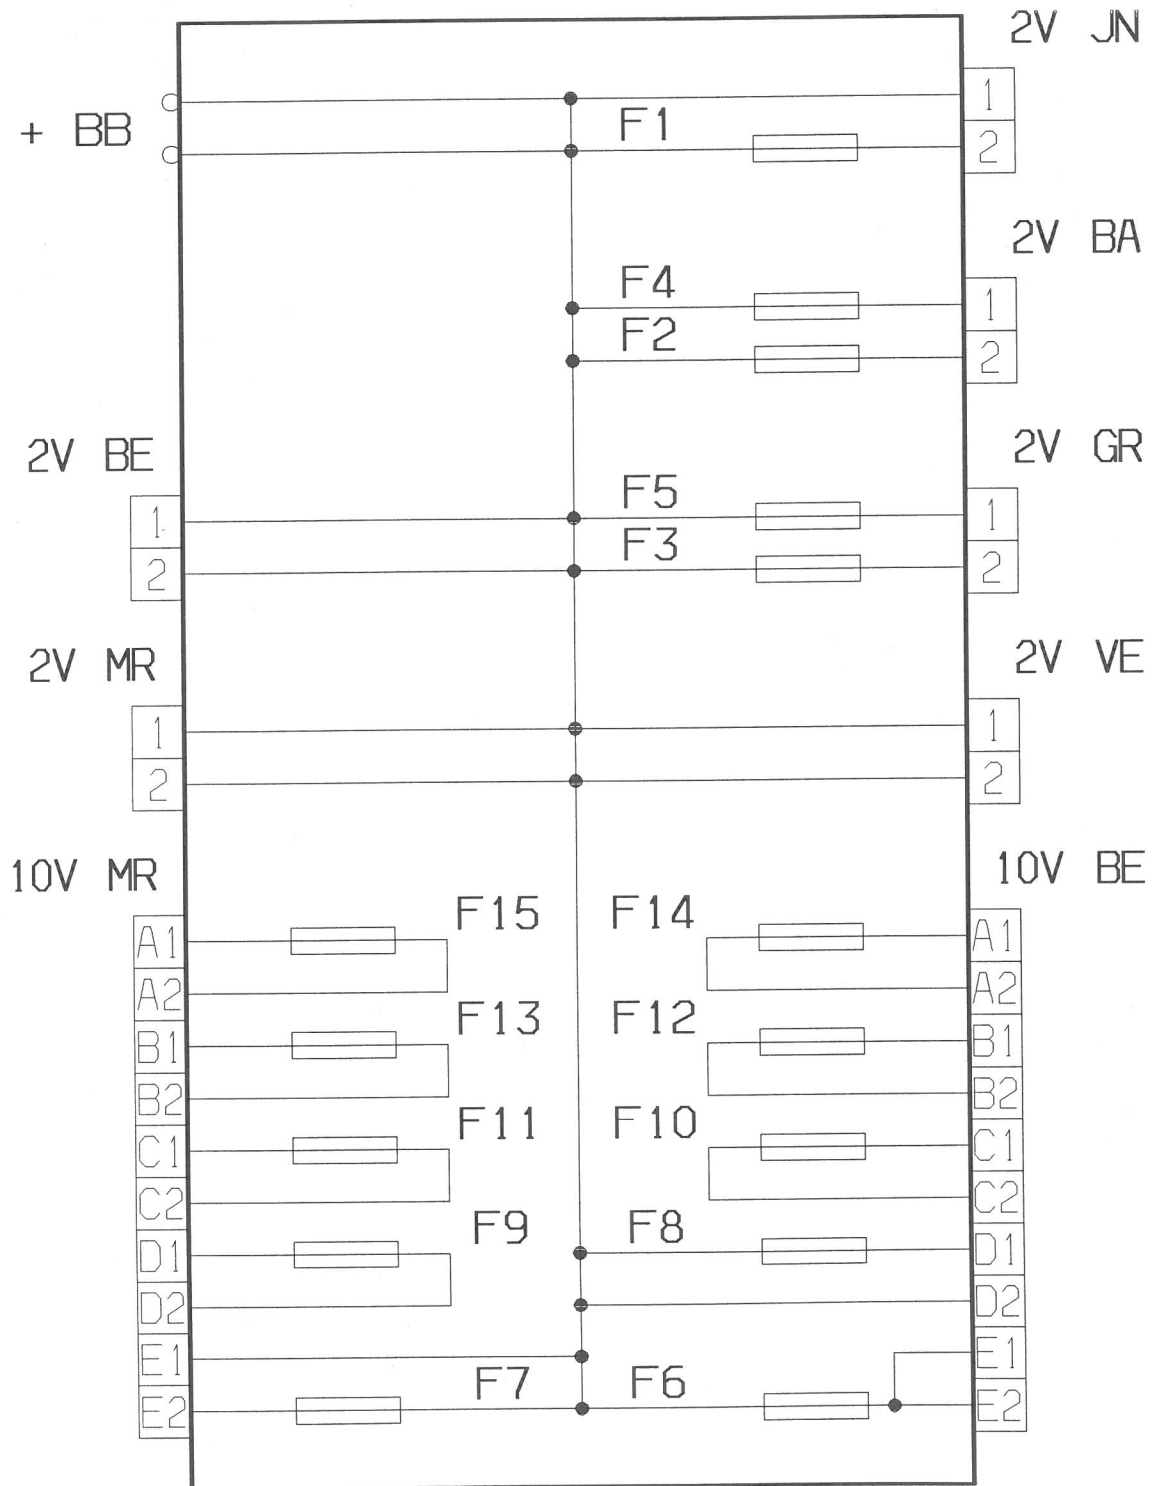 2V JN
1
+ BB
F1
2
2V BA
F4
1
F2
2
2V BE
2V GR
1
F5
1
2
F3
2
2V MR
2V VE
1
1
2
2
10V MR
10V BE
F15
F14
A1
A1
A2
A2
F13
F12
B1
B1
B2
B2
F11
F10
C1
C1
C2
C2
F9
F8
D1
D1
D2
D2
E1
E1
F7
F6
E2
E2